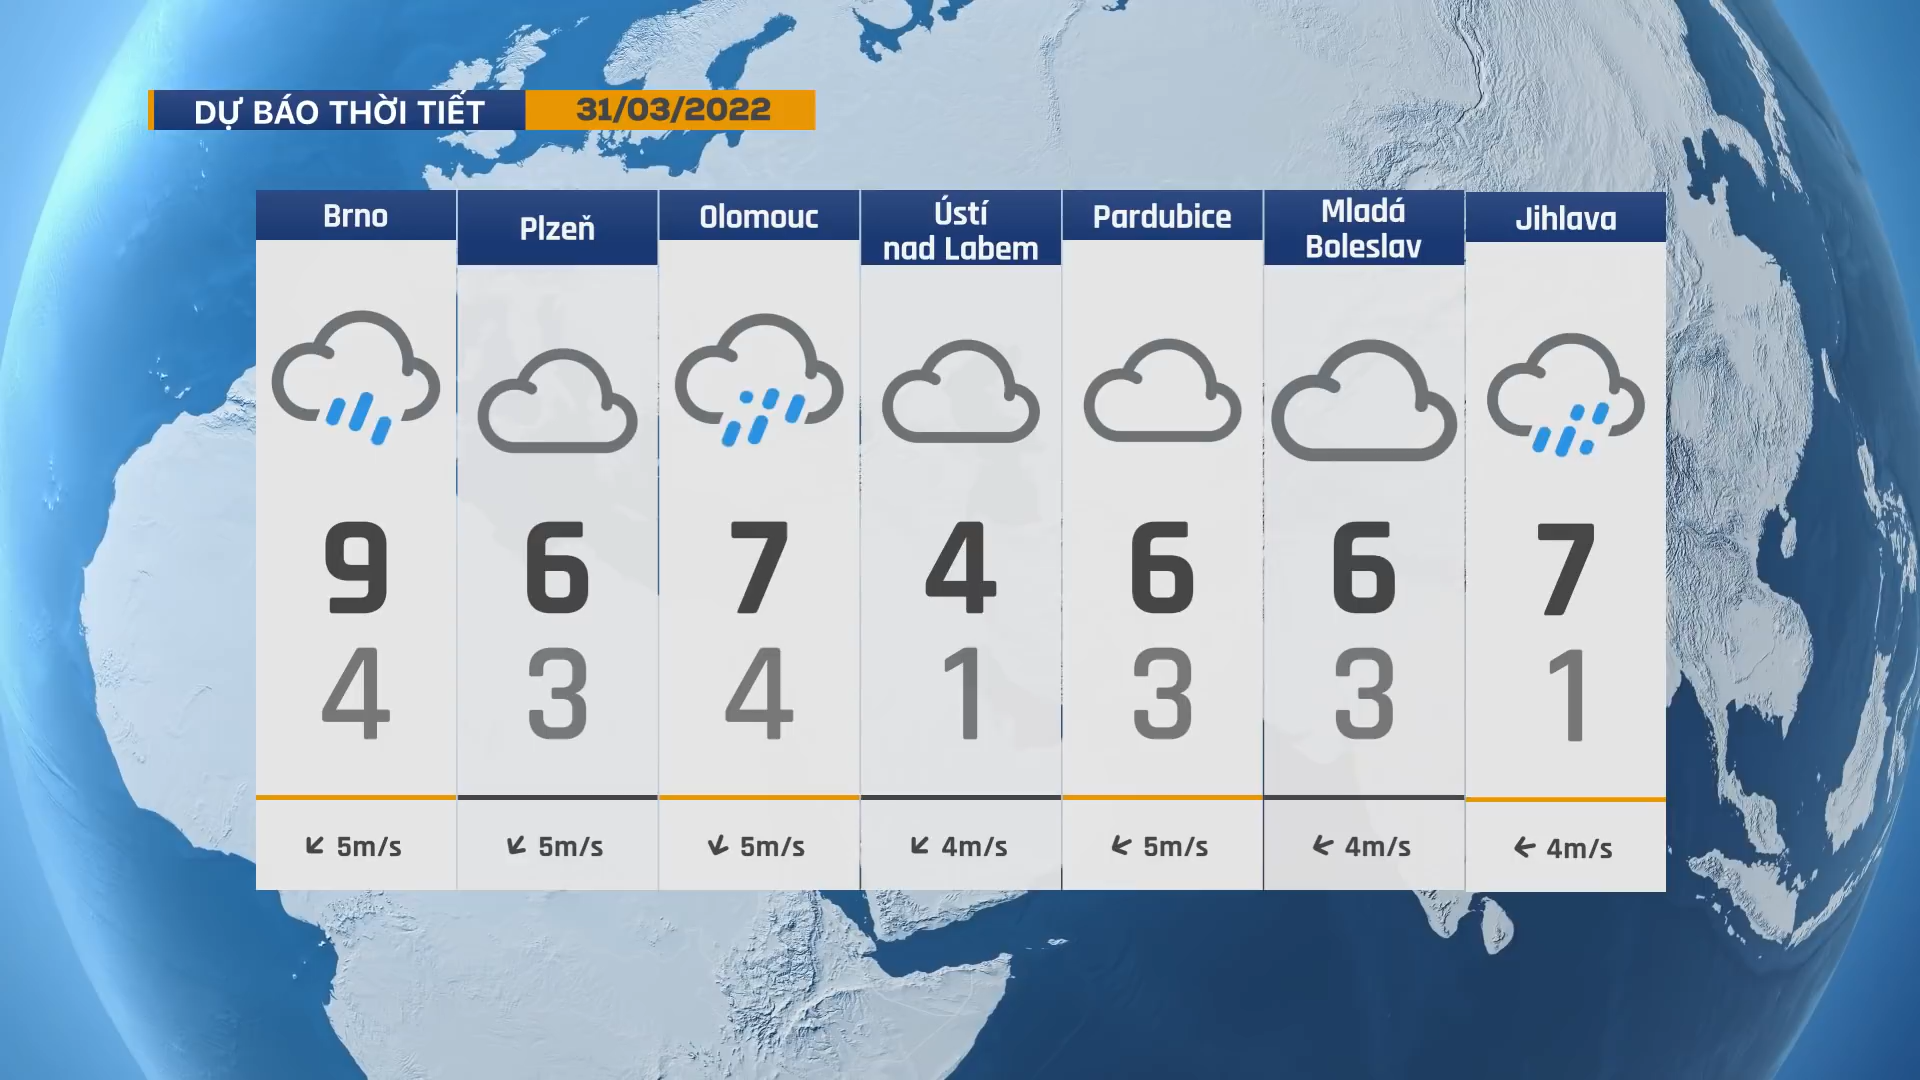 DỰ BÁO THỜI TIẾT 31/03/2022
Brno Plzeň Olomouc Ústí nad Labem Pardubice Mladá Boleslav Jihlava
9 6 7 4 6 6 7
4 3 4 1 3 3 1
5m/s 5m/s 5m/s 4m/s 5m/s 4m/s 4m/s